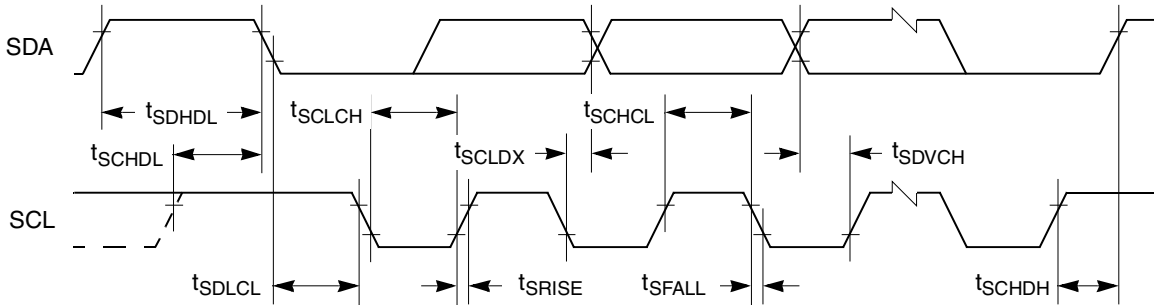 SDA
tSDHDL
tSCLCH
tSCHCL
tSCHDL
tSCLDX
tSDVCH
SCL
tSDLCL
tSRISE
tSFALL
tSCHDH